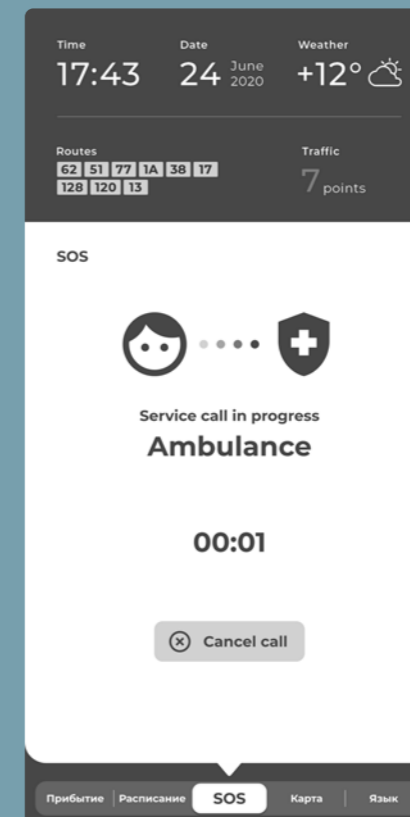 Time Date Weather
17:43 24 June 2020 +12°
Routes Traffic
62 51 77 1A 38 17
128 120 13
7 points
SOS
Service call in progress
Ambulance
00:01
Cancel call
Прибытие Расписание SOS Карта Язык